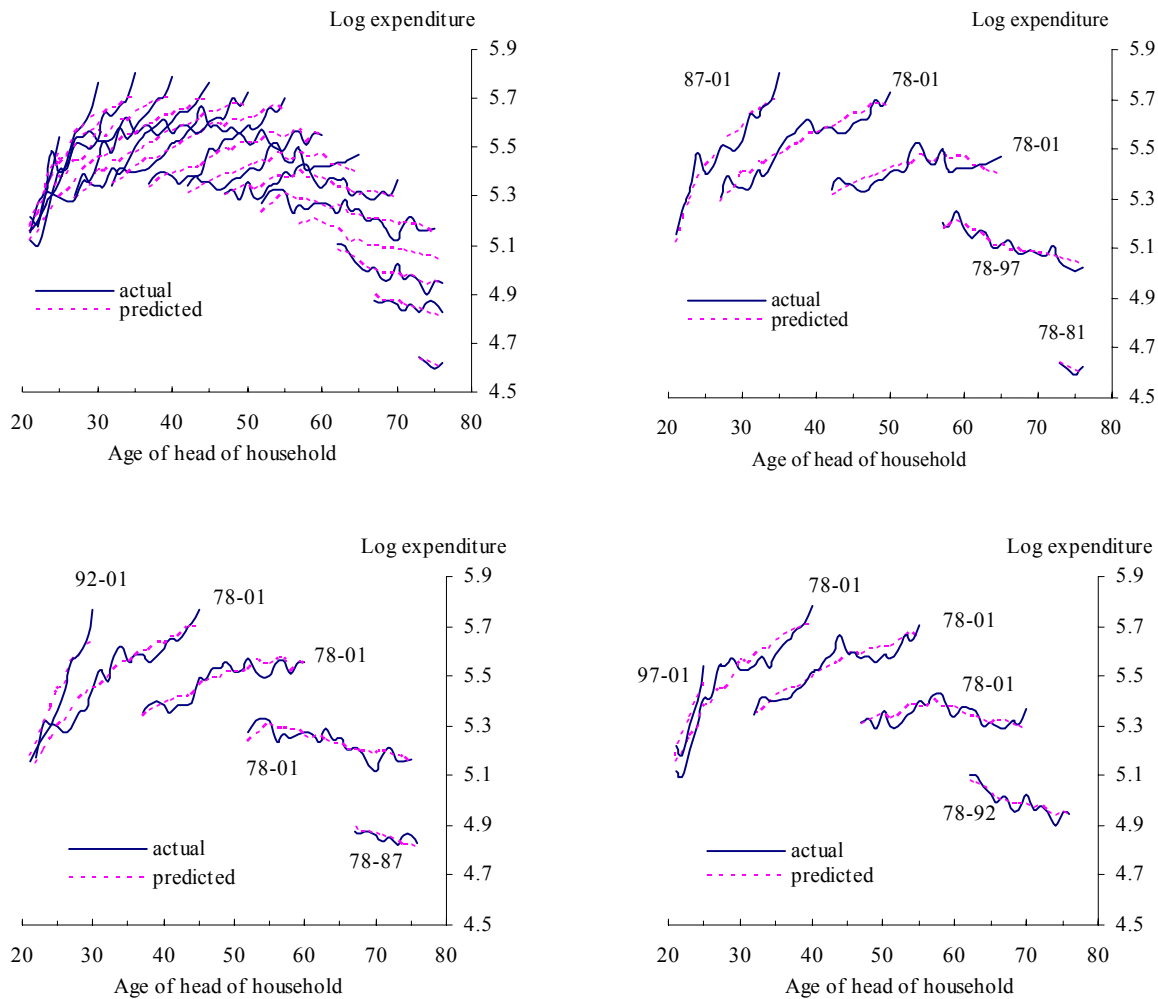 Log expenditure
5.9
5.7
5.5
5.3
5.1
4.9
4.7
4.5
actual
predicted
20 30 40 50 60 70 80
Age of head of household
Log expenditure
5.9
87-01 78-01
5.7
5.5
78-01
5.3
5.1
78-97
4.9
actual
predicted
78-81
4.7
4.5
20 30 40 50 60 70 80
Age of head of household
Log expenditure
5.9
92-01
78-01
5.7
78-01
5.5
5.3
78-01
5.1
4.9
actual
78-87
predicted
4.7
4.5
20 30 40 50 60 70 80
Age of head of household
Log expenditure
5.9
78-01
78-01
5.7
97-01
78-01
5.5
5.3
5.1
78-92
4.9
actual
predicted
4.7
4.5
20 30 40 50 60 70 80
Age of head of household